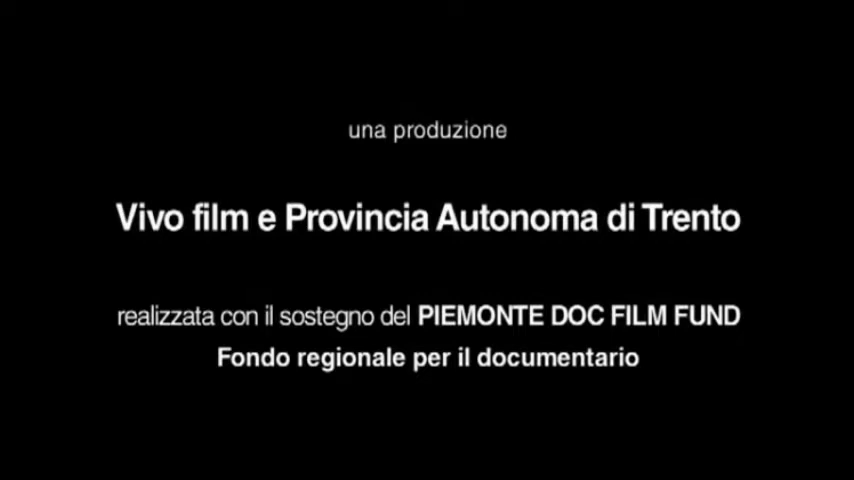 una produzione
Vivo film e Provincia Autonoma di Trento
realizzata con il sostegno del PIEMONTE DOC FILM FUND
Fondo regionale per il documentario